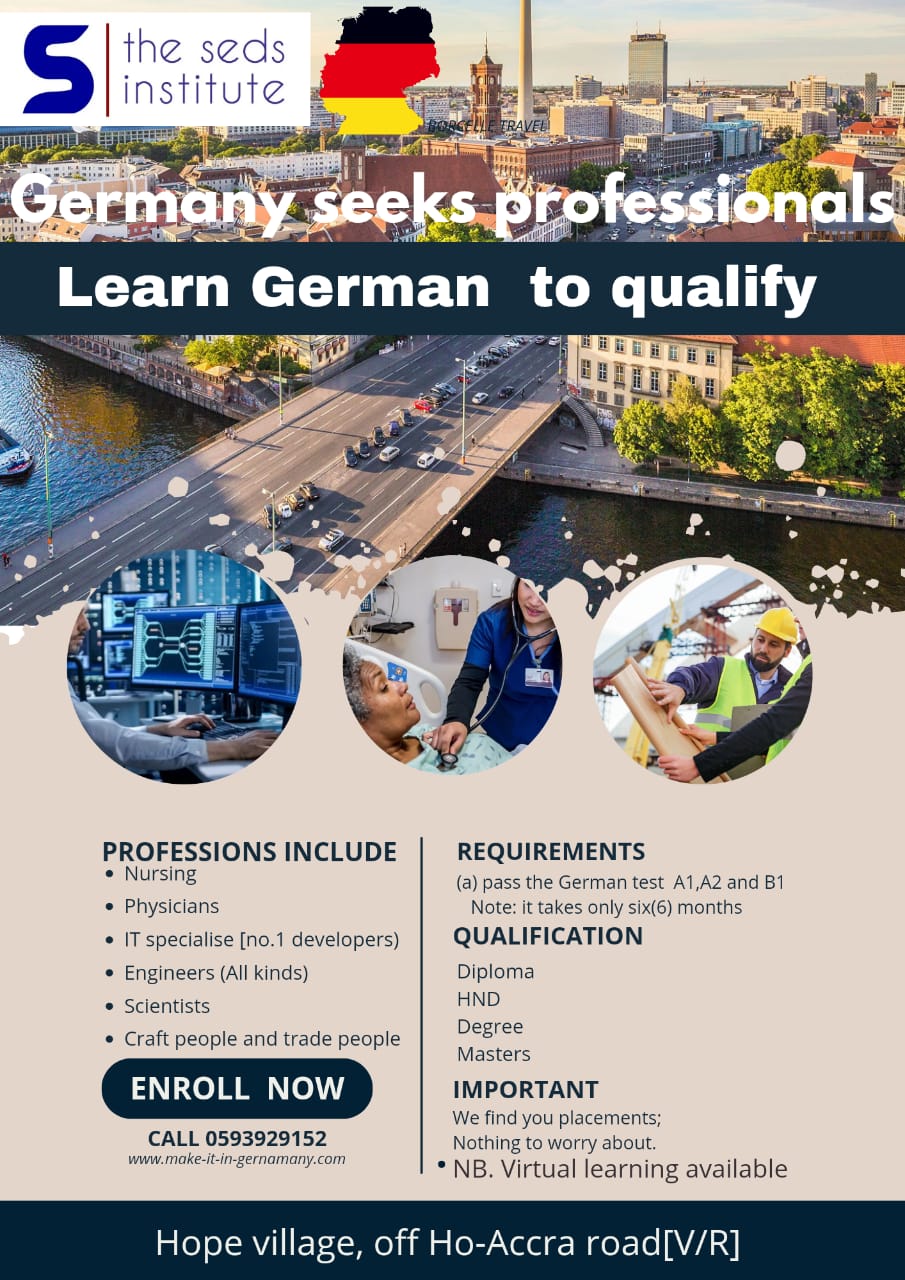 S
the seds
institute
BORCELLE TRAVEL
Germany seeks professionals
Learn German to qualify
PROFESSIONS INCLUDE
Nursing
Physicians
IT specialise [no.1 developers)
Engineers (All kinds)
Scientists
Craft people and trade people
ENROLL NOW
CALL 0593929152
www.make-it-in-gernamany.com
REQUIREMENTS
(a) pass the German test A1,A2 and B1
Note: it takes only six(6) months
QUALIFICATION
Diploma
HND
Degree
Masters
IMPORTANT
We find you placements;
Nothing to worry about.
NB. Virtual learning available
Hope village, off Ho-Accra road[V/R]